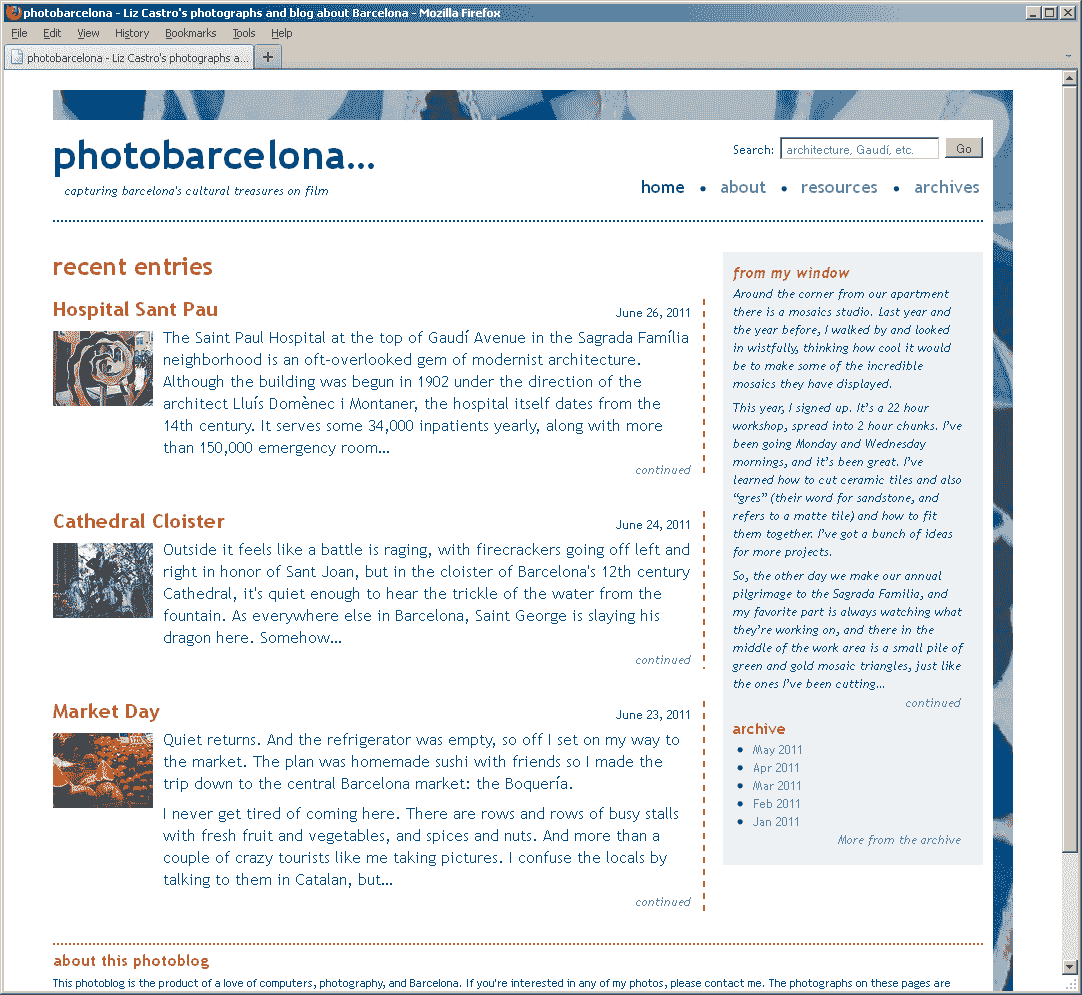 photobarcelona - Liz Castro's photographs and blog about Barcelona - Mozilla Firefox
File Edit View History Bookmarks Tools Help
photobarcelona - Liz Castro's photographs a...
photobarcelona...
capturing barcelona's cultural treasures on film
Search: architecture, Gaudí, etc. Go
home • about • resources • archives
recent entries
Hospital Sant Pau
June 26, 2011
The Saint Paul Hospital at the top of Gaudí Avenue in the Sagrada Família
neighborhood is an oft-overlooked gem of modernist architecture.
Although the building was begun in 1902 under the direction of the
architect Lluís Domènec i Montaner, the hospital itself dates from the
14th century. It serves some 34,000 inpatients yearly, along with more
than 150,000 emergency room...
continued
Cathedral Cloister
June 24, 2011
Outside it feels like a battle is raging, with firecrackers going off left and
right in honor of Sant Joan, but in the cloister of Barcelona's 12th century
Cathedral, it's quiet enough to hear the trickle of the water from the
fountain. As everywhere else in Barcelona, Saint George is slaying his
dragon here. Somehow...
continued
Market Day
June 23, 2011
Quiet returns. And the refrigerator was empty, so off I set on my way to
the market. The plan was homemade sushi with friends so I made the
trip down to the central Barcelona market: the Boquería.
I never get tired of coming here. There are rows and rows of busy stalls
with fresh fruit and vegetables, and spices and nuts. And more than a
couple of crazy tourists like me taking pictures. I confuse the locals by
talking to them in Catalan, but...
continued
from my window
Around the corner from our apartment
there is a mosaics studio. Last year and
the year before, I walked by and looked
in wistfully, thinking how cool it would
be to make some of the incredible
mosaics they have displayed.
This year, I signed up. It's a 22 hour
workshop, spread into 2 hour chunks. I've
been going Monday and Wednesday
mornings, and it's been great. I've
learned how to cut ceramic tiles and also
“gres” (their word for sandstone, and
refers to a matte tile) and how to fit
them together. I've got a bunch of ideas
for more projects.
So, the other day we make our annual
pilgrimage to the Sagrada Familia, and
my favorite part is always watching what
they're working on, and there in the
middle of the work area is a small pile of
green and gold mosaic triangles, just like
the ones I've been cutting...
continued
archive
• May 2011
• Apr 2011
• Mar 2011
• Feb 2011
• Jan 2011
More from the archive
about this photoblog
This photoblog is the product of a love of computers, photography, and Barcelona. If you're interested in any of my photos, please contact me. The photographs on these pages are